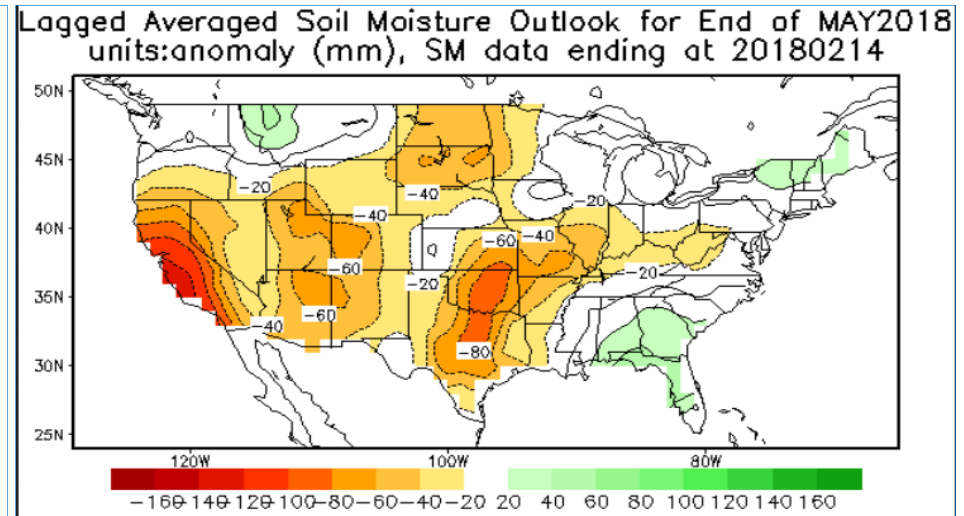 Lagged Averaged Soil Moisture Outlook for End of MAY2018
units:anomaly (mm), SM data ending at 20180214
50N
45N
-20
-40
-20
-40
40N
-60
-40
-60
-20
-20
35N
-60
-40
-80
30N
25N
120W 100W 80W
-160 -140 -120 -100 -80 -60 -40 -20 20 40 60 80 100 120 140 160